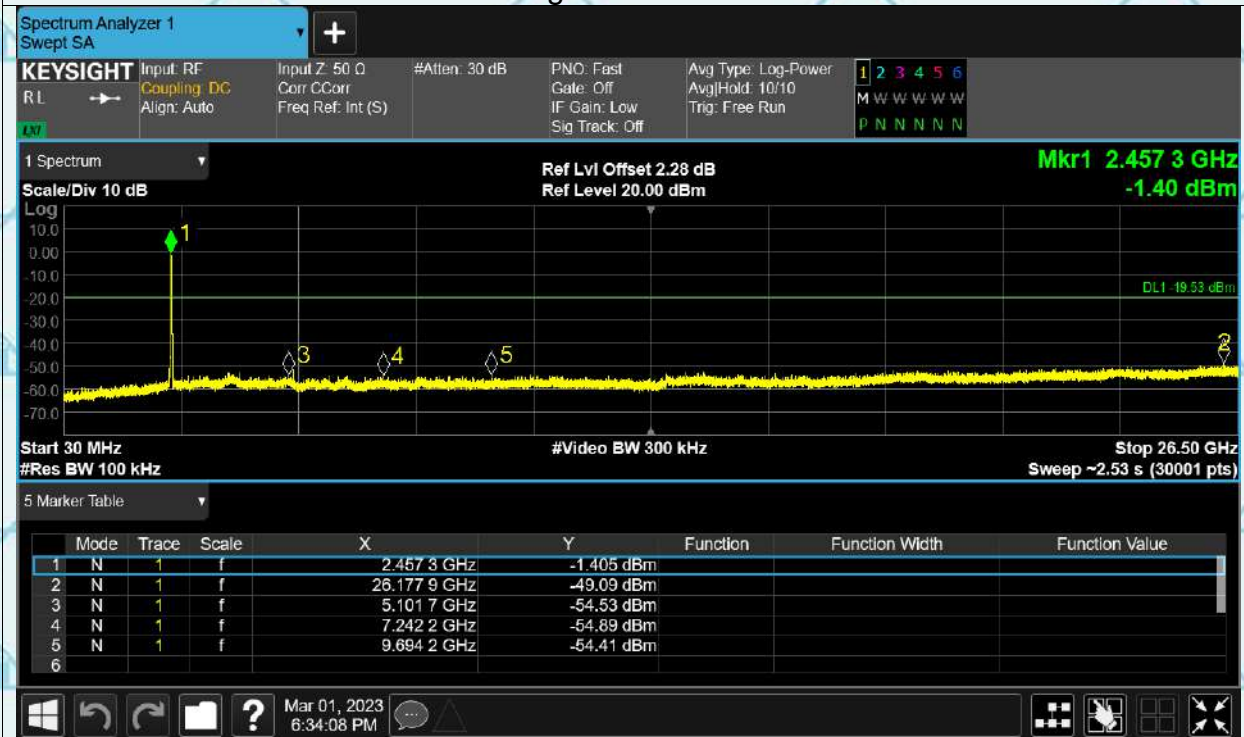 Spectrum Analyzer 1
Swept SA
+
KEYSIGHT Input: RF Input Z: 50 Ω #Atten: 30 dB PNO: Fast Avg Type: Log-Power 1 2 3 4 5 6
RL Coupling: DC Corr CCorr Gate: Off Avg|Hold: 10/10 M W W W W W
Align: Auto Freq Ref: Int (S) IF Gain: Low Trig: Free Run
LXI Sig Track: Off P N N N N N
1 Spectrum Ref Lvl Offset 2.28 dB Mkr1 2.457 3 GHz
Scale/Div 10 dB Ref Level 20.00 dBm -1.40 dBm
Log
10.0 1
0.00
-10.0 DL1 -19.53 dBm
-20.0
-30.0
-40.0 3 4 5 2
-50.0
-60.0
-70.0
Start 30 MHz #Video BW 300 kHz Stop 26.50 GHz
#Res BW 100 kHz Sweep ~2.53 s (30001 pts)
5 Marker Table
Mode Trace Scale X Y Function Function Width Function Value
1 N 1 f 2.457 3 GHz -1.405 dBm
2 N 1 f 26.177 9 GHz -49.09 dBm
3 N 1 f 5.101 7 GHz -54.53 dBm
4 N 1 f 7.242 2 GHz -54.89 dBm
5 N 1 f 9.694 2 GHz -54.41 dBm
6
? Mar 01, 2023
6:34:08 PM